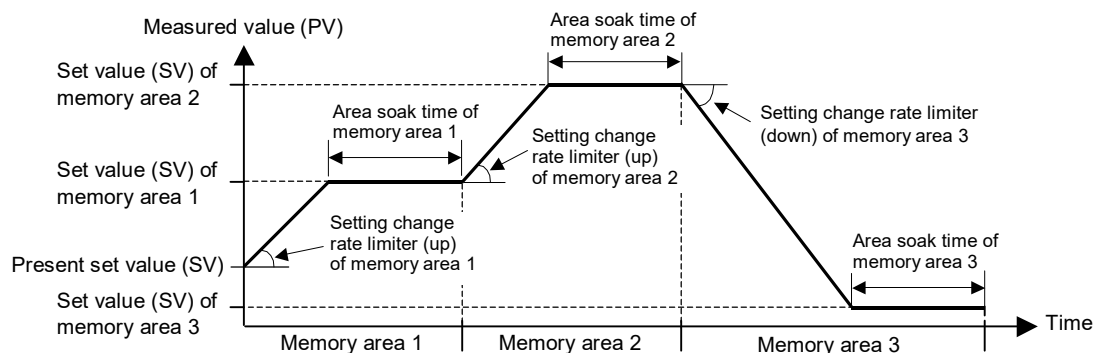 Measured value (PV)
Area soak time of
memory area 2
Set value (SV) of
memory area 2
Area soak time of
memory area 1
Setting change rate limiter
(down) of memory area 3
Setting change
rate limiter (up)
of memory area 2
Set value (SV) of
memory area 1
Setting change
rate limiter (up)
of memory area 1
Area soak time of
memory area 3
Present set value (SV)
Set value (SV) of
memory area 3
Time
Memory area 1
Memory area 2
Memory area 3